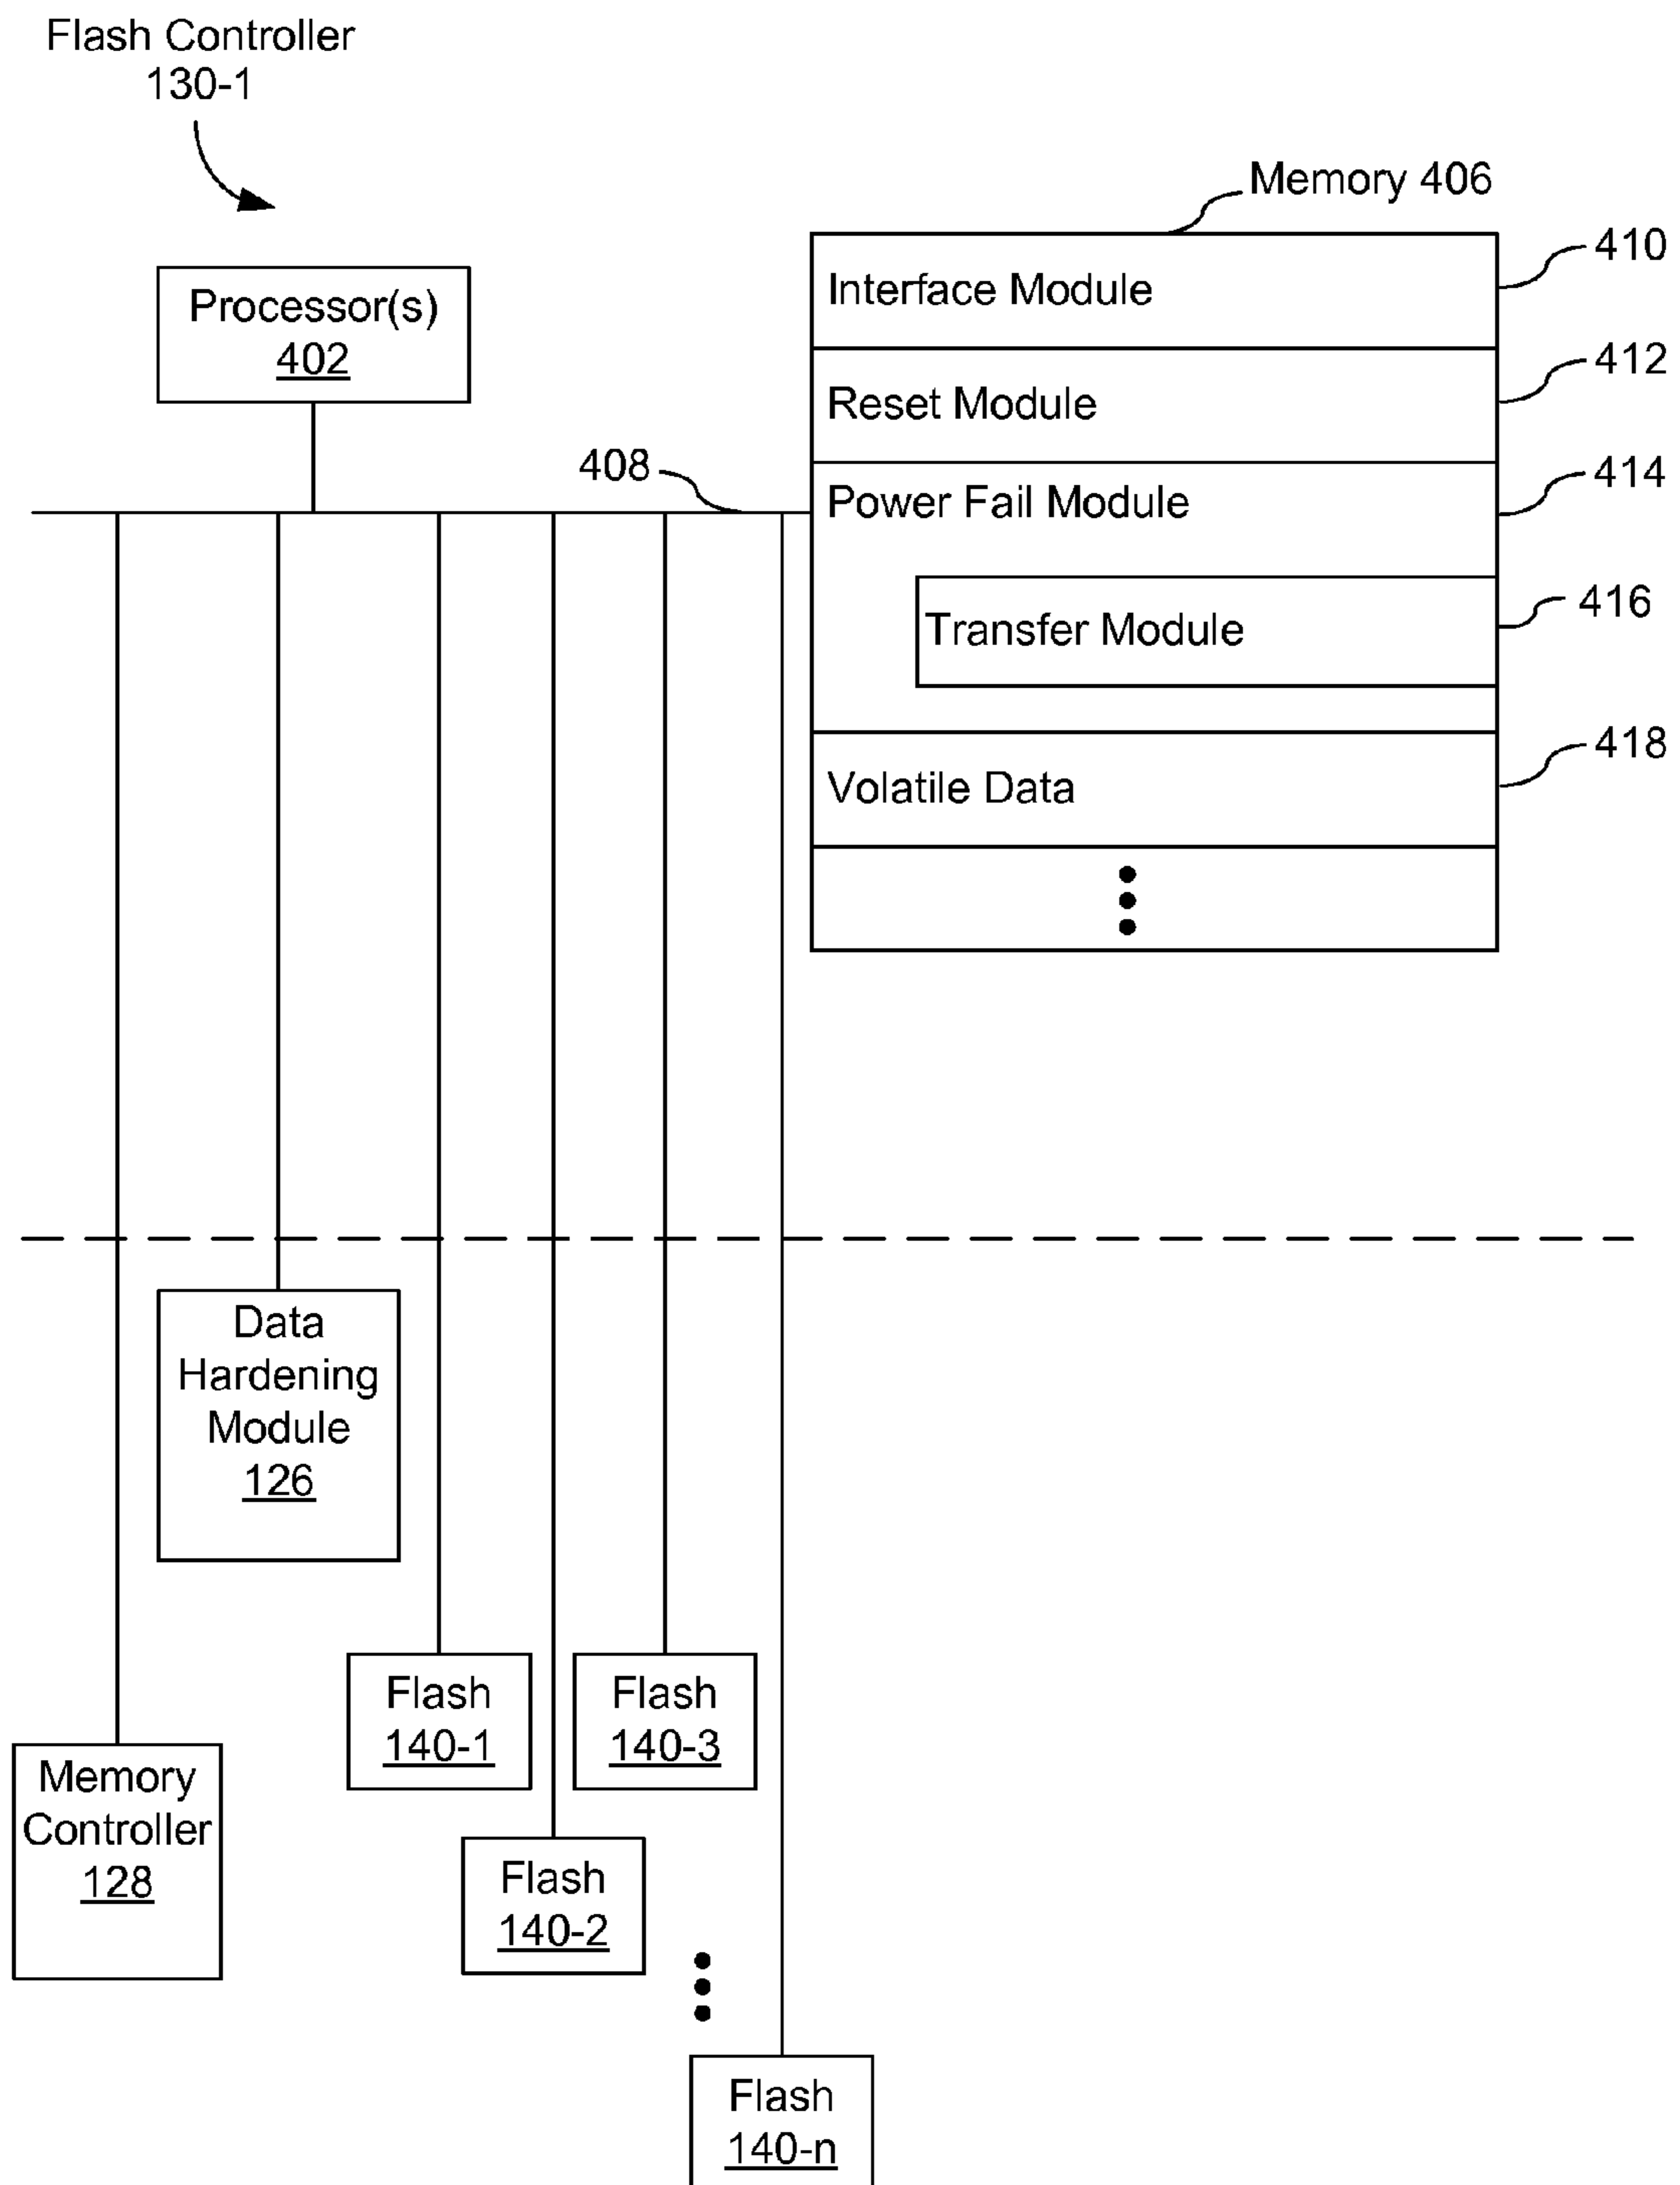 Flash Controller
130-1
Memory 406
Interface Module
410
Processor(s)
402
Reset Module
412
408
Power Fail Module
414
Transfer Module
416
Volatile Data
418
Data
Hardening
Module
126
Flash
140-1
Flash
140-3
Memory
Controller
128
Flash
140-2
Flash
140-n